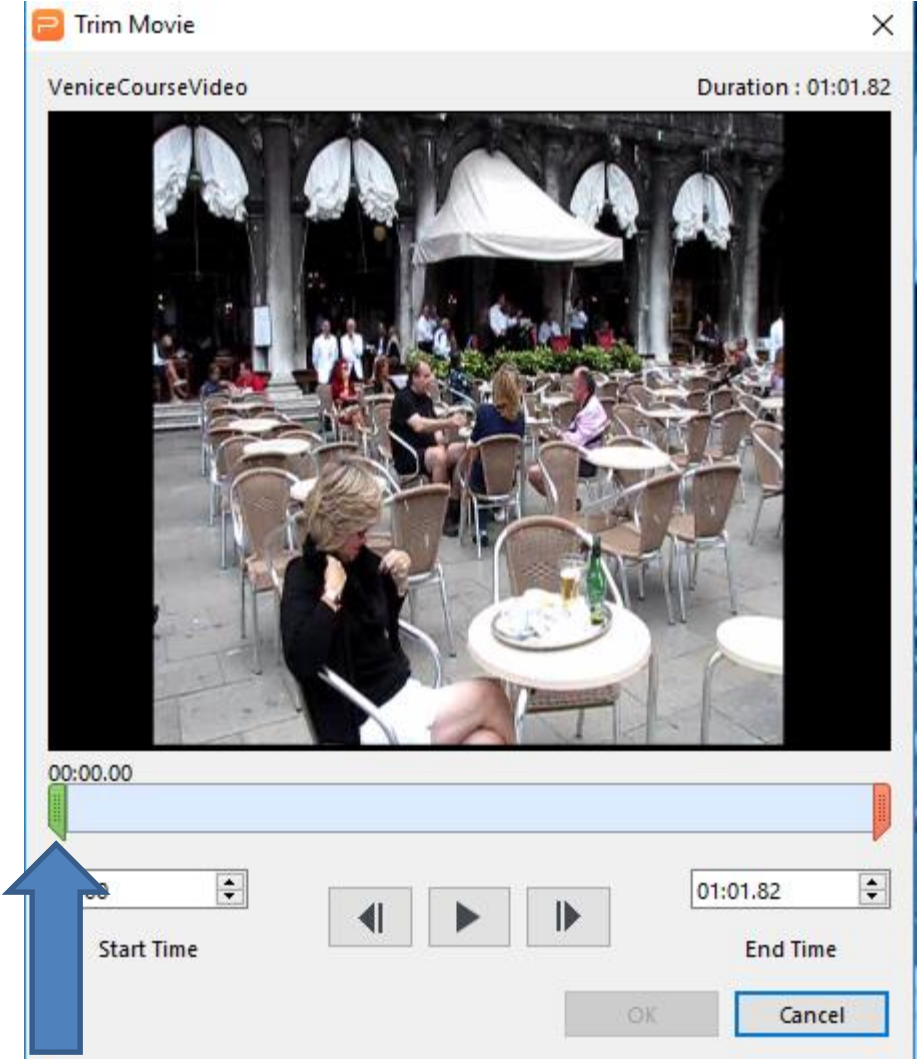 Trim Movie
VeniceCourseVideo Duration : 01:01.82
00:00.00
01:01.82
Start Time End Time
OK Cancel